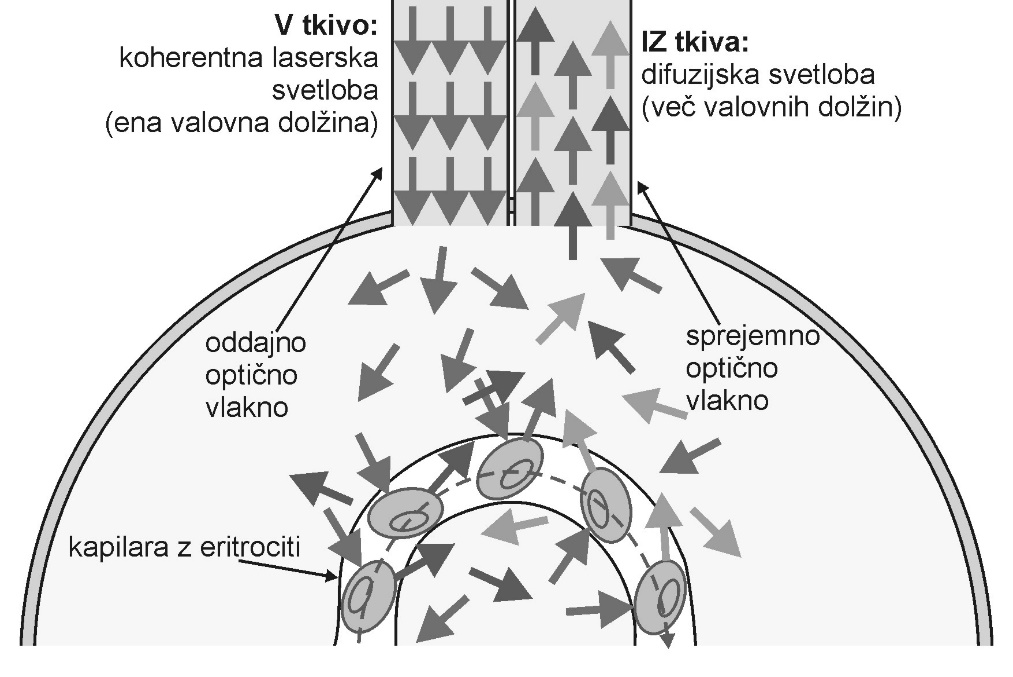 V tkivo:
koherentna laserska
svetloba
(ena valovna dolžina)
IZ tkiva:
difuzijska svetloba
(več valovnih dolžin)
oddajno
optično
vlakno
sprejemno
optično
vlakno
kapilara z eritrociti